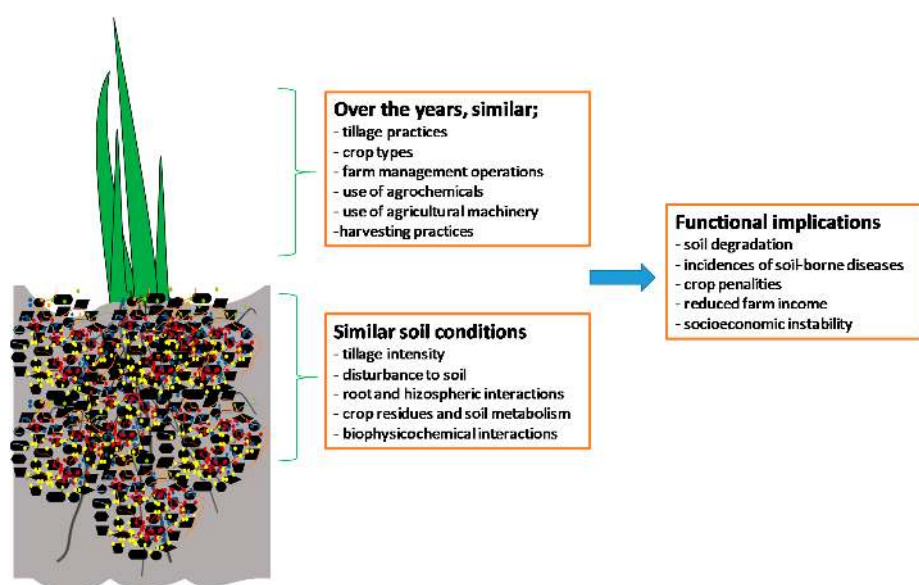 Over the years, similar;
- tillage practices
- crop types
- farm management operations
- use of agrochemicals
- use of agricultural machinery
-harvesting practices
Similar soil conditions
- tillage intensity
- disturbance to soil
- root and hizospheric interactions
- crop residues and soil metabolism
- biophysicochemical interactions
Functional implications
- soil degradation
- incidences of soil-borne diseases
- crop penalities
- reduced farm income
- socioeconomic instability